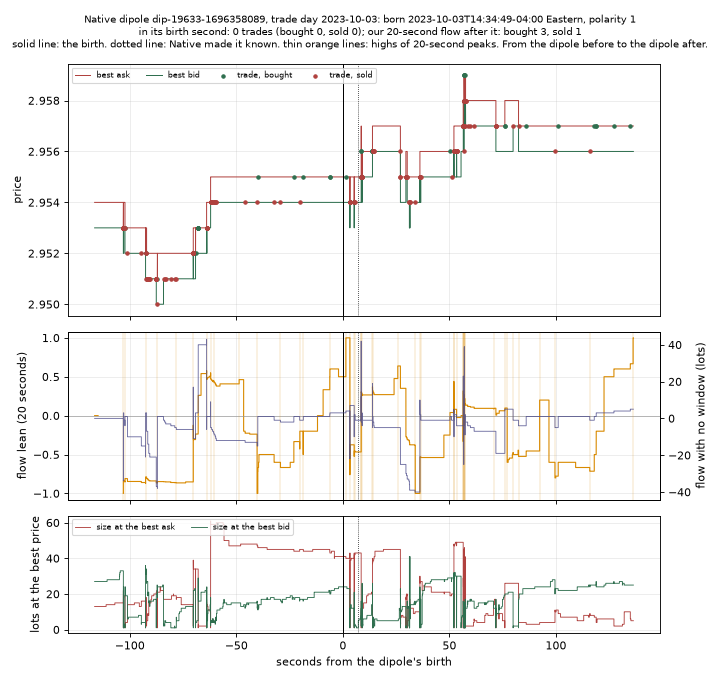 Native dipole dip-19633-1696358089, trade day 2023-10-03: born 2023-10-03T14:34:49-04:00 Eastern, polarity 1
in its birth second: 0 trades (bought 0, sold 0); our 20-second flow after it: bought 3, sold 1
solid line: the birth. dotted line: Native made it known. thin orange lines: highs of 20-second peaks. From the dipole before to the dipole after.
best ask best bid trade, bought trade, sold
2.958
2.956
2.954
2.952
2.950
price
1.0
0.5
0.0
−0.5
−1.0
flow lean (20 seconds)
40
20
0
−20
−40
flow with no window (lots)
size at the best ask size at the best bid
60
40
20
0
lots at the best price
−100 −50 0 50 100
seconds from the dipole's birth